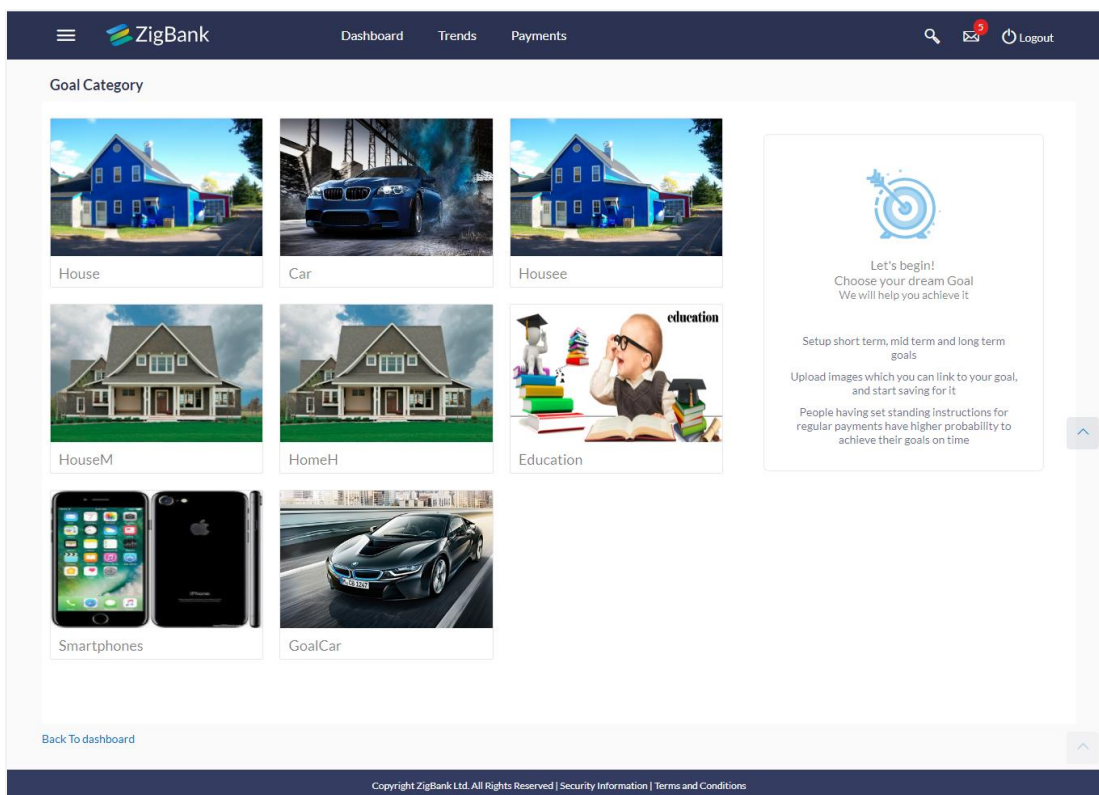 ZigBank
Dashboard Trends Payments
5
Logout
Goal Category
House
Car
Housee
education
HouseM
HomeH
Education
Smartphones
GoalCar
Let's begin!
Choose your dream Goal
We will help you achieve it
Setup short term, mid term and long term
goals
Upload images which you can link to your goal,
and start saving for it
People having set standing instructions for
regular payments have higher probability to
achieve their goals on time
Back To dashboard
Copyright ZigBank Ltd. All Rights Reserved | Security Information | Terms and Conditions